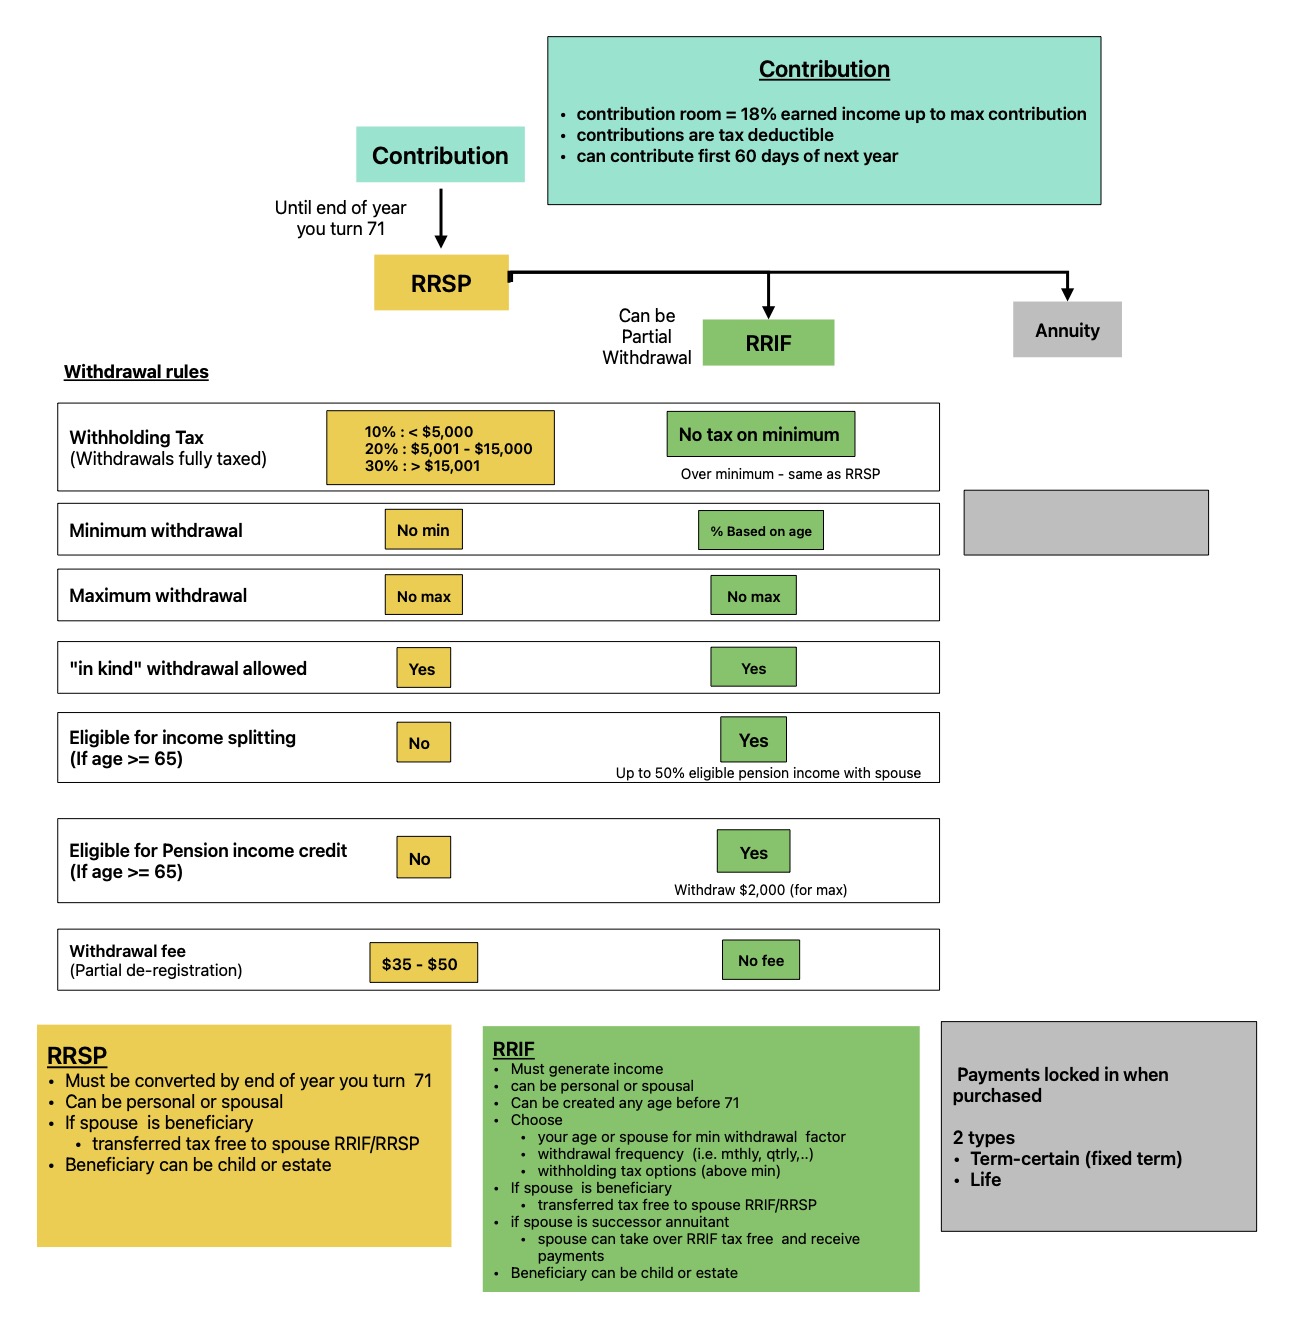 Contribution
• contribution room = 18% earned income up to max contribution
• contributions are tax deductible
• can contribute first 60 days of next year
Contribution
Until end of year
you turn 71
RRSP
Can be
Partial
Withdrawal
RRIF
Annuity
Withdrawal rules
Withholding Tax
(Withdrawals fully taxed)
10% : < $5,000
20% : $5,001 - $15,000
30% : > $15,001
No tax on minimum
Over minimum - same as RRSP
Minimum withdrawal
No min
% Based on age
Maximum withdrawal
No max
No max
"in kind" withdrawal allowed
Yes
Yes
Eligible for income splitting
(If age >= 65)
No
Yes
Up to 50% eligible pension income with spouse
Eligible for Pension income credit
(If age >= 65)
No
Yes
Withdraw $2,000 (for max)
Withdrawal fee
(Partial de-registration)
$35 - $50
No fee
RRSP
• Must be converted by end of year you turn 71
• Can be personal or spousal
• If spouse is beneficiary
• transferred tax free to spouse RRIF/RRSP
• Beneficiary can be child or estate
RRIF
• Must generate income
• can be personal or spousal
• Can be created any age before 71
• Choose
• your age or spouse for min withdrawal factor
• withdrawal frequency (i.e. mthly, qtrly,..)
• withholding tax options (above min)
• If spouse is beneficiary
• transferred tax free to spouse RRIF/RRSP
• if spouse is successor annuitant
• spouse can take over RRIF tax free and receive
payments
• Beneficiary can be child or estate
Payments locked in when
purchased
2 types
• Term-certain (fixed term)
• Life